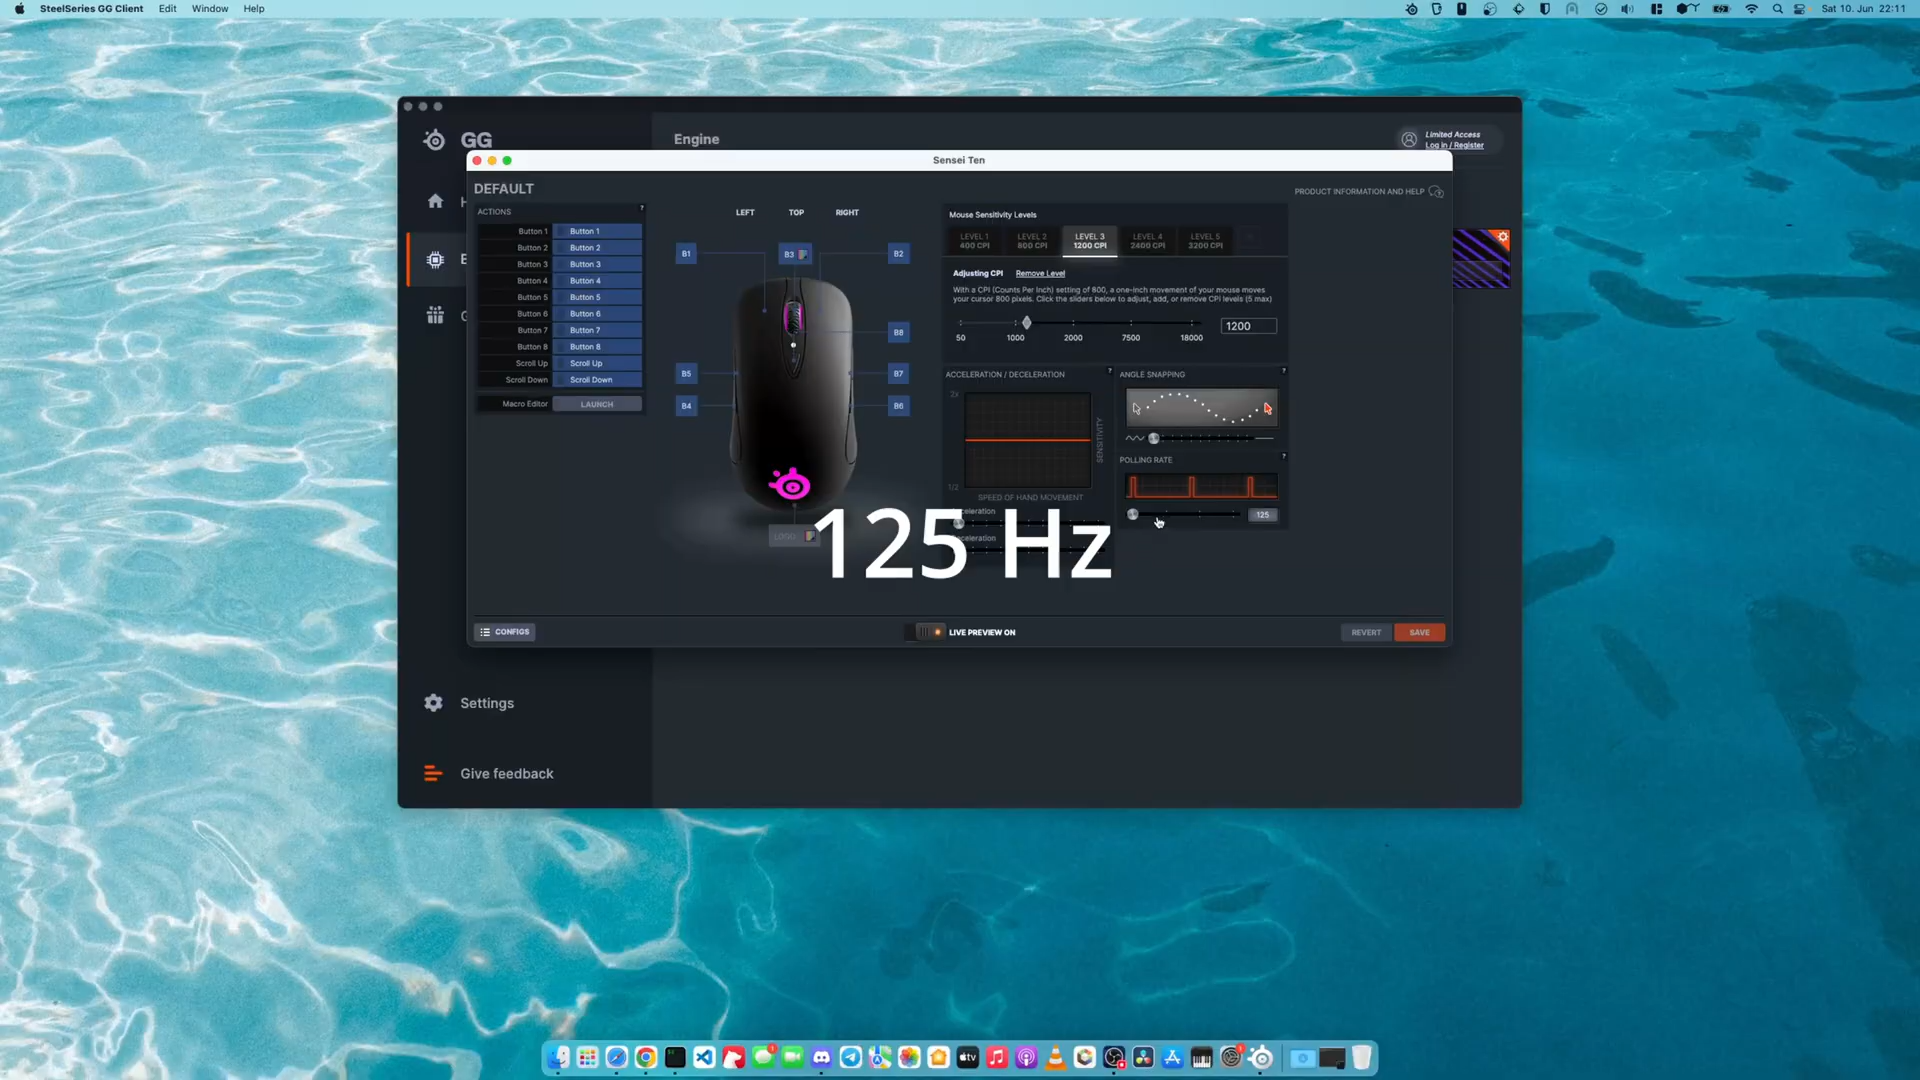 SteelSeries GG Client Edit Window Help
Sat 10. Jun 22:11
GG
Engine
Limited Access
Log in / Register
Sensei Ten
DEFAULT
PRODUCT INFORMATION AND HELP
ACTIONS
?
Button 1 Button 1
Button 2 Button 2
Button 3 Button 3
Button 4 Button 4
Button 5 Button 5
Button 6 Button 6
Button 7 Button 7
Button 8 Button 8
Scroll Up Scroll Up
Scroll Down Scroll Down
Macro Editor LAUNCH
LEFT TOP RIGHT
B1 B3 B2
B8
B5 B7
B4 B6
LOGO
Mouse Sensitivity Levels
LEVEL 1 LEVEL 2 LEVEL 3 LEVEL 4 LEVEL 5
400 CPI 800 CPI 1200 CPI 2400 CPI 3200 CPI
Adjusting CPI Remove Level
With a CPI (Counts Per Inch) setting of 800, a one-inch movement of your mouse moves
your cursor 800 pixels. Click the sliders below to adjust, add, or remove CPI levels (5 max)
1200
50 1000 2000 7500 18000
ACCELERATION / DECELERATION ?
2x
SENSITIVITY
1/2
SPEED OF HAND MOVEMENT
ANGLE SNAPPING ?
POLLING RATE ?
125
125 Hz
CONFIGS
LIVE PREVIEW ON
REVERT SAVE
Settings
Give feedback
tv